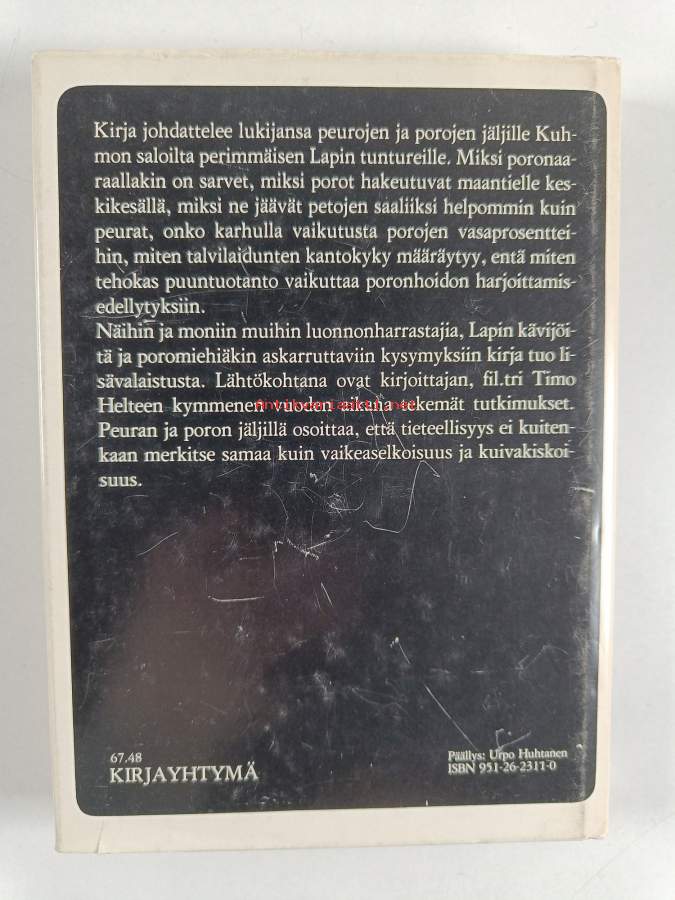 Kirja johdattelee lukijansa peurojen ja porojen jäljille Kuh-
mon saloilta perimmäisen Lapin tuntureille. Miksi poronaa-
raallakin on sarvet, miksi porot hakeutuvat maantielle kes-
kikesällä, miksi ne jäävät petojen saaliiksi helpommin kuin
peurat, onko karhulla vaikutusta porojen vasaprosenttei-
hin, miten talvilaidunten kantokyky määräytyy, entä miten
tehokas puuntuotanto vaikuttaa poronhoidon harjoittamis-
edellytyksiin.
Näihin ja moniin muihin luonnonharrastajia, Lapin kävijöi-
tä ja poromiehiäkin askarruttaviin kysymyksiin kirja tuo li-
sävalaistusta. Lähtökohtana ovat kirjoittajan, fil.tri Timo
Helteen kymmenen vuoden aikana tekemät tutkimukset.
Peuran ja poron jäljillä osoittaa, että tieteellisyys ei kuiten-
kaan merkitse samaa kuin vaikeaselkoisuus ja kuivakiskoi-
suus.
67.48
KIRJAYHTYMÄ
Päällys: Urpo Huhtanen
ISBN 951-26-2311-0